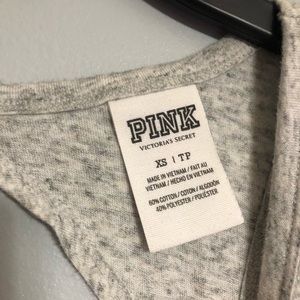 PINK
VICTORIA'S SECRET
XS | TP
MADE IN VIETNAM / FAIT AU
VIETNAM / HECHO EN VIETNAM
60% COTTON / COTON / ALGODÓN
40% POLYESTER / POLIÉSTER